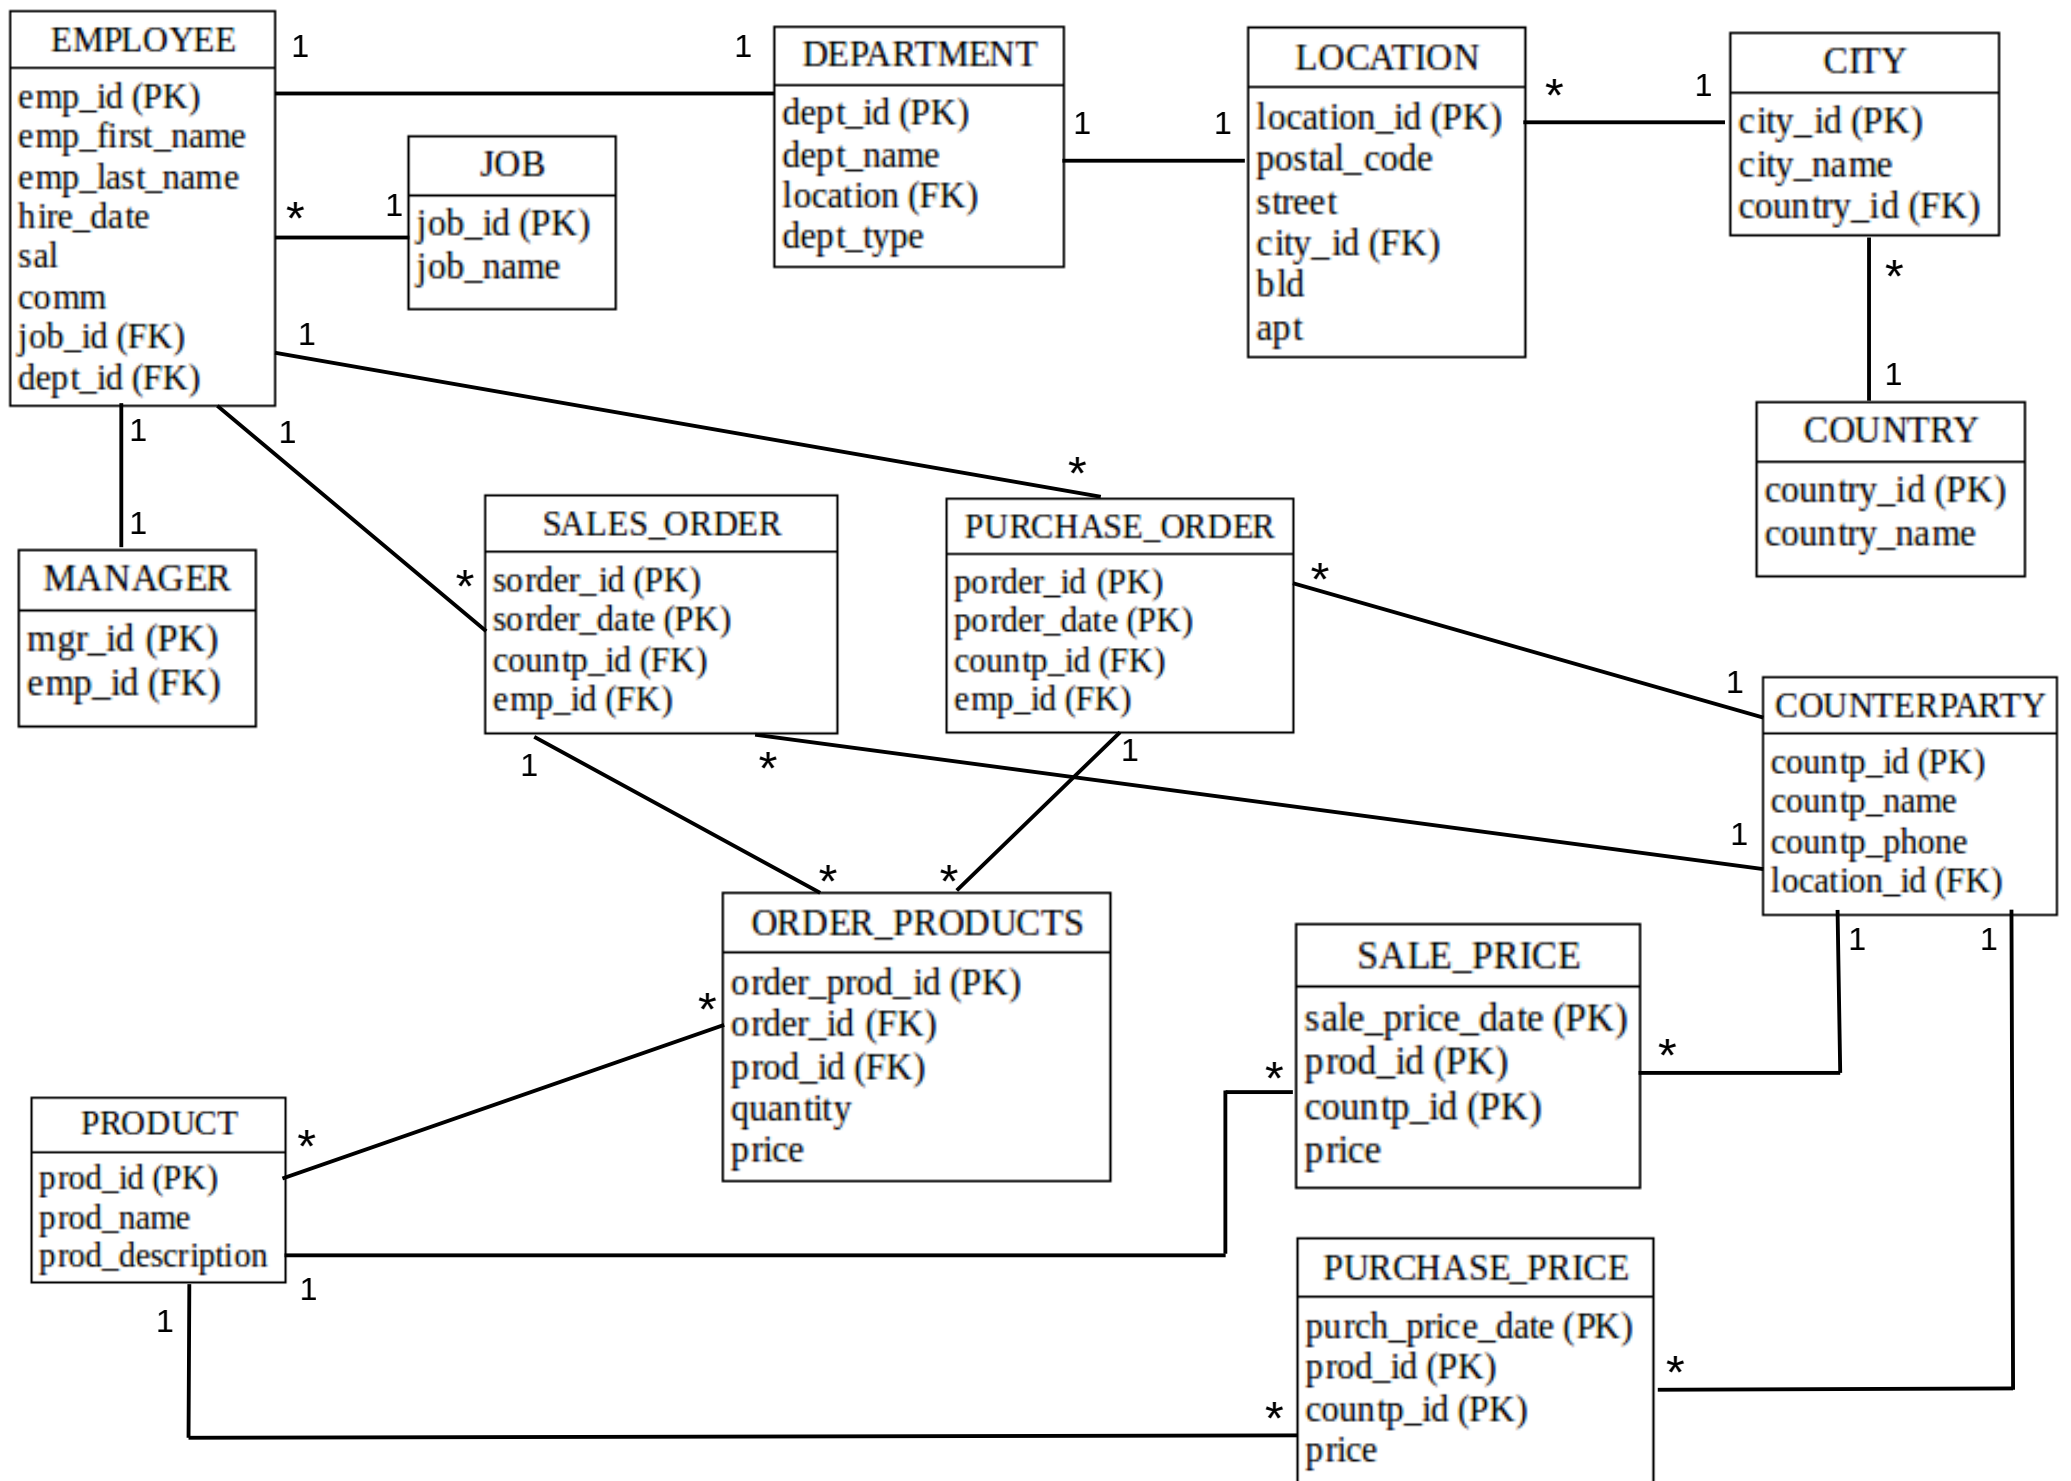 EMPLOYEE
emp_id (PK)
emp_first_name
emp_last_name
hire_date
sal
comm
job_id (FK)
dept_id (FK)
1
1
DEPARTMENT
dept_id (PK)
dept_name
location (FK)
dept_type
1
1
LOCATION
location_id (PK)
postal_code
street
city_id (FK)
bld
apt
*
1
CITY
city_id (PK)
city_name
country_id (FK)
*
1
JOB
job_id (PK)
job_name
*
1
COUNTRY
country_id (PK)
country_name
1
*
1
1
1
*
MANAGER
mgr_id (PK)
emp_id (FK)
SALES_ORDER
sorder_id (PK)
sorder_date (PK)
countp_id (FK)
emp_id (FK)
PURCHASE_ORDER
porder_id (PK)
porder_date (PK)
countp_id (FK)
emp_id (FK)
*
1
COUNTERPARTY
countp_id (PK)
countp_name
countp_phone
location_id (FK)
1
*
1
1
*
*
ORDER_PRODUCTS
order_prod_id (PK)
order_id (FK)
prod_id (FK)
quantity
price
*
*
SALE_PRICE
sale_price_date (PK)
prod_id (PK)
countp_id (PK)
price
1
1
*
*
PRODUCT
prod_id (PK)
prod_name
prod_description
1
1
PURCHASE_PRICE
purch_price_date (PK)
prod_id (PK)
countp_id (PK)
price
*
*